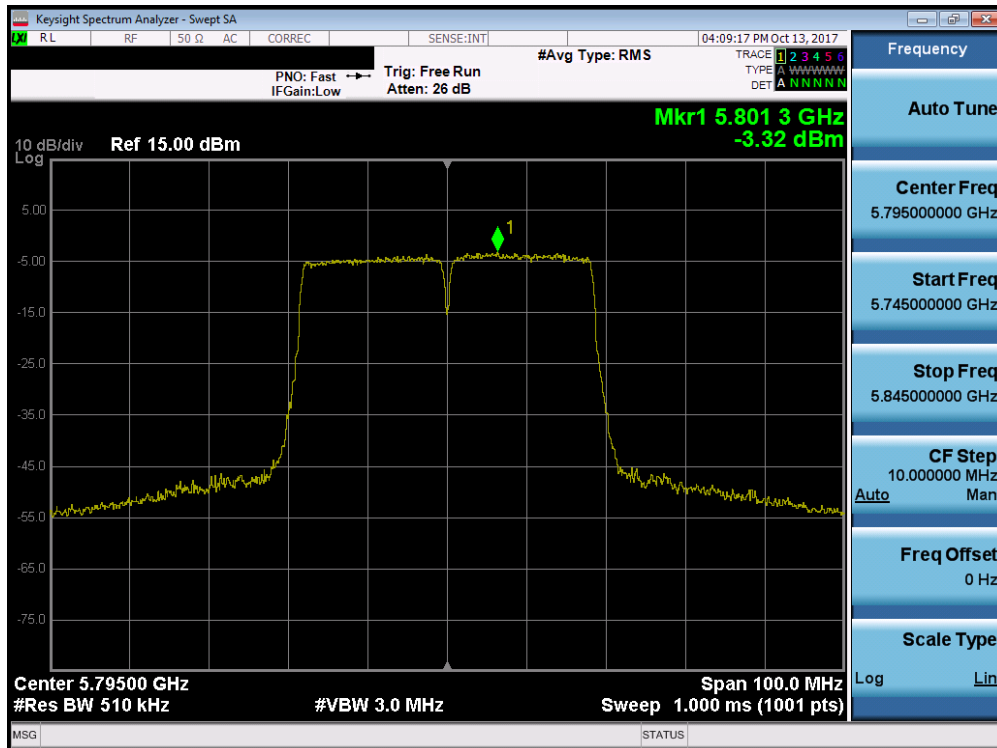 Keysight Spectrum Analyzer - Swept SA
LXI RL RF 50 Ω AC CORREC SENSE:INT 04:09:17 PM Oct 13, 2017
#Avg Type: RMS TRACE 1 2 3 4 5 6
PNO: Fast Trig: Free Run TYPE A WWWWWW
IFGain:Low Atten: 26 dB DET A N N N N N
Mkr1 5.801 3 GHz
-3.32 dBm
10 dB/div Ref 15.00 dBm
Log
1
5.00
-5.00
-15.0
-25.0
-35.0
-45.0
-55.0
-65.0
-75.0
Center 5.79500 GHz Span 100.0 MHz
#Res BW 510 kHz #VBW 3.0 MHz Sweep 1.000 ms (1001 pts)
MSG STATUS
Frequency
Auto Tune
Center Freq
5.795000000 GHz
Start Freq
5.745000000 GHz
Stop Freq
5.845000000 GHz
CF Step
10.000000 MHz
Auto Man
Freq Offset
0 Hz
Scale Type
Log Lin